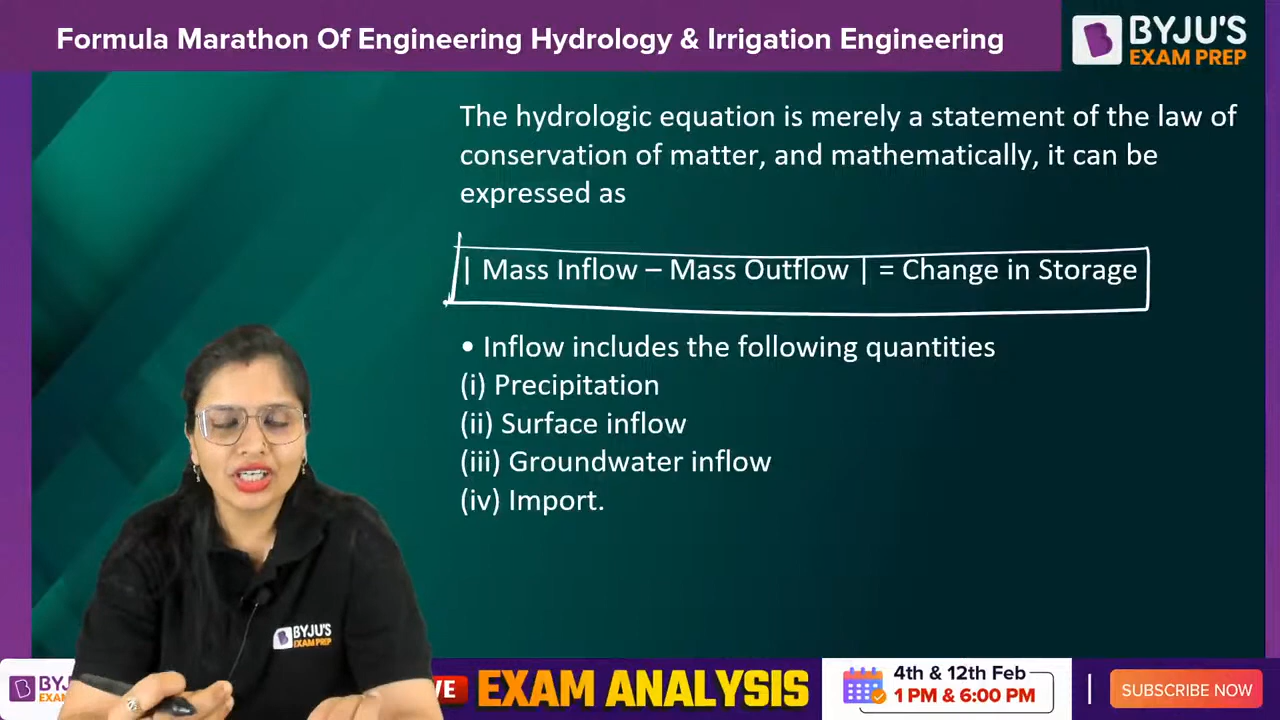 Formula Marathon Of Engineering Hydrology & Irrigation Engineering
BYJU'S
EXAM PREP
The hydrologic equation is merely a statement of the law of
conservation of matter, and mathematically, it can be
expressed as
| Mass Inflow – Mass Outflow | = Change in Storage
• Inflow includes the following quantities
(i) Precipitation
(ii) Surface inflow
(iii) Groundwater inflow
(iv) Import.
BYJU'S
EXAM PREP
EXAM ANALYSIS
4th & 12th Feb
1 PM & 6:00 PM
SUBSCRIBE NOW